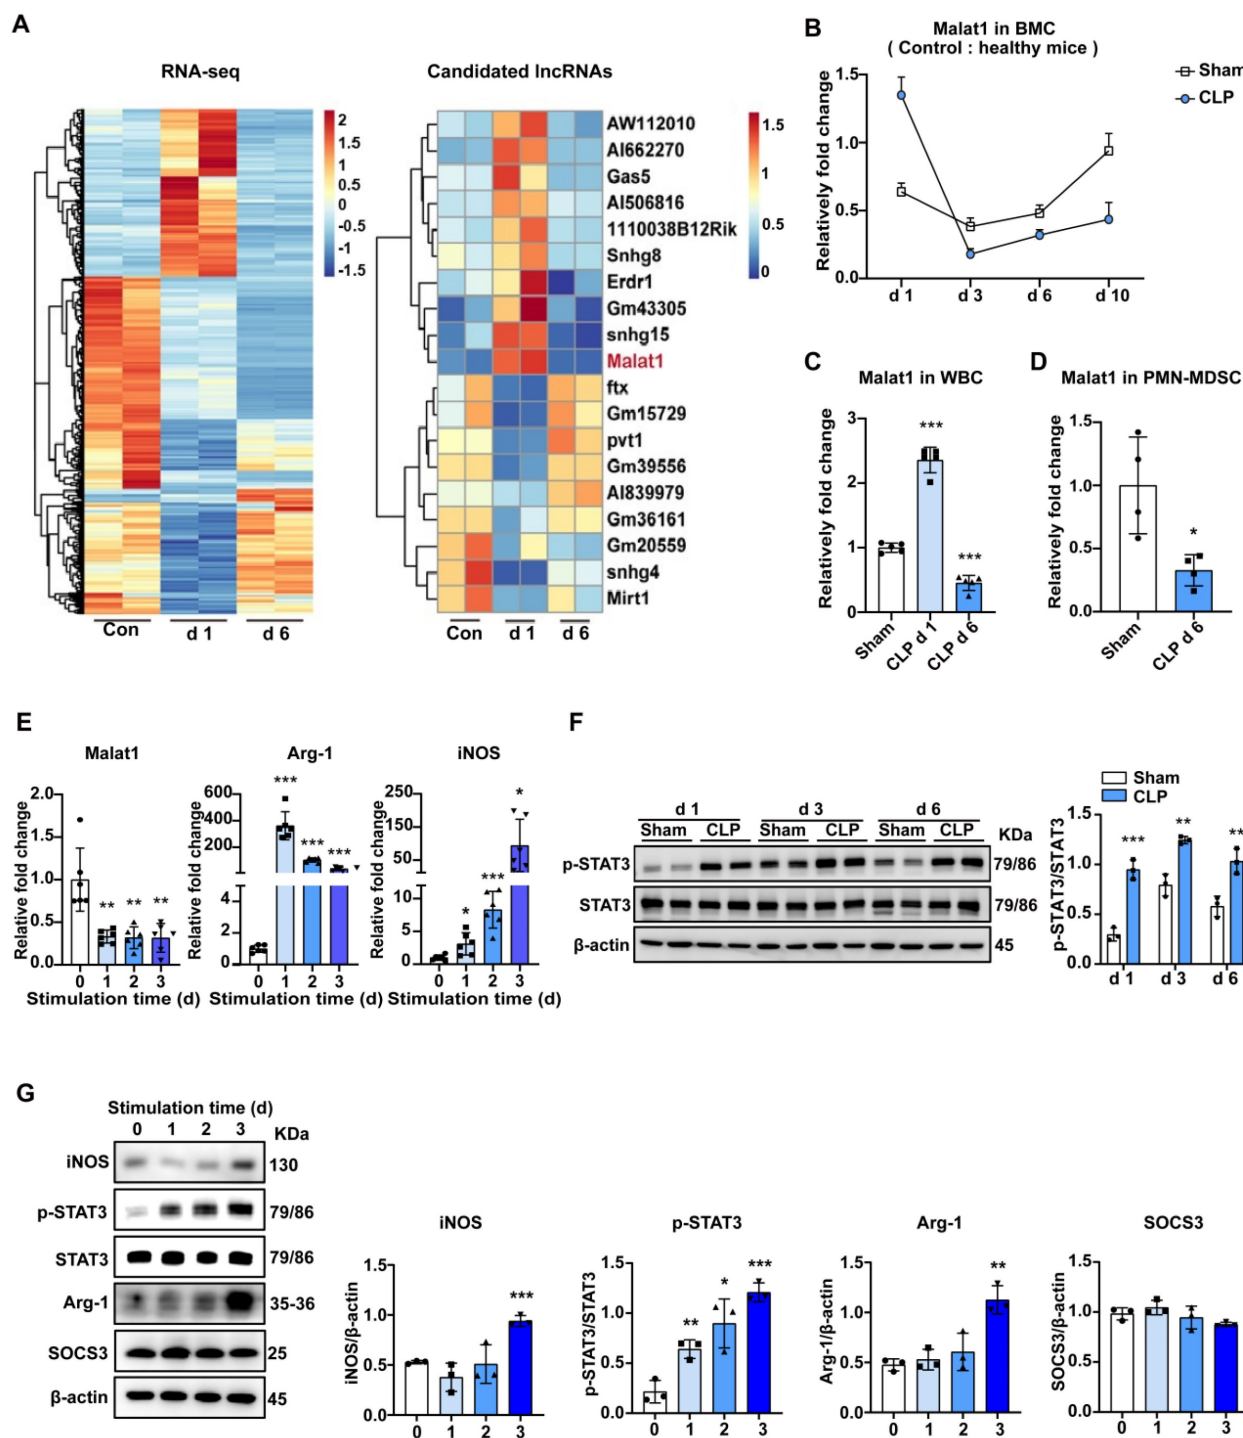 A
RNA-seq
Candidated lncRNAs
2
1.5
1
0.5
0
-0.5
-1
-1.5
Con
d 1
d 6
AW112010
AI662270
Gas5
AI506816
1110038B12Rik
Snhg8
Erdr1
Gm43305
snhg15
Malat1
ftx
Gm15729
pvt1
Gm39556
AI839979
Gm36161
Gm20559
snhg4
Mirt1
1.5
1
0.5
0
Con
d 1
d 6
B
Malat1 in BMC
( Control : healthy mice )
Relatively fold change
1.5
1.0
0.5
0.0
d 1
d 3
d 6
d 10
Sham
CLP
C
Malat1 in WBC
Relatively fold change
3
2
1
0
***
***
Sham
CLP d 1
CLP d 6
D
Malat1 in PMN-MDSC
Relatively fold change
1.5
1.0
0.5
0.0
*
Sham
CLP d 6
E
Malat1
Relative fold change
2.0
1.5
1.0
0.5
0.0
**
**
**
0 1 2 3
Stimulation time (d)
Arg-1
Relative fold change
600
400
200
4
2
0
***
***
***
0 1 2 3
Stimulation time (d)
iNOS
Relative fold change
250
150
50
10
5
0
*
***
*
0 1 2 3
Stimulation time (d)
F
d 1 d 3 d 6
Sham CLP Sham CLP Sham CLP KDa
p-STAT3 79/86
STAT3 79/86
β-actin 45
Sham
CLP
p-STAT3/STAT3
1.5
1.0
0.5
0.0
***
**
**
d 1 d 3 d 6
G
Stimulation time (d)
0 1 2 3 KDa
iNOS 130
p-STAT3 79/86
STAT3 79/86
Arg-1 35-36
SOCS3 25
β-actin 45
iNOS
iNOS/β-actin
1.5
1.0
0.5
0.0
***
0 1 2 3
p-STAT3
p-STAT3/STAT3
1.5
1.0
0.5
0.0
**
*
***
0 1 2 3
Arg-1
Arg-1/β-actin
1.5
1.0
0.5
0.0
**
0 1 2 3
SOCS3
SOCS3/β-actin
1.5
1.0
0.5
0.0
0 1 2 3